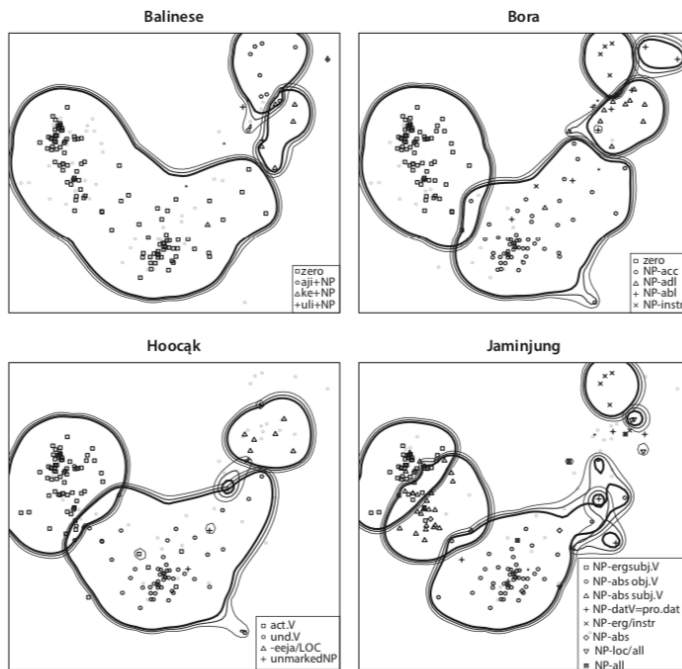 Balinese
□zero
○aji+NP
△ke+NP
+uli+NP
Bora
□ zero
○ NP-acc
△ NP-adl
+ NP-abl
× NP-instr
Hoocąk
□ act.V
○ und.V
△ -eeja/LOC
+ unmarkedNP
Jaminjung
□ NP-ergsubj.V
○ NP-abs obj.V
△ NP-abs subj.V
+ NP-datV=pro.dat
× NP-erg/instr
◇ NP-abs
▽ NP-loc/all
⊠ NP-all